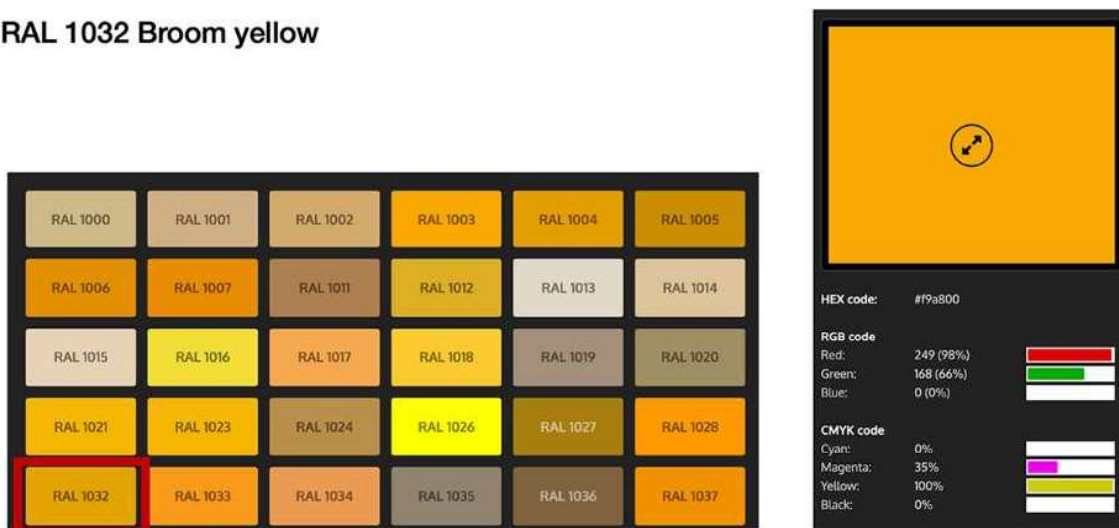 RAL 1032 Broom yellow
RAL 1000 RAL 1001 RAL 1002 RAL 1003 RAL 1004 RAL 1005
RAL 1006 RAL 1007 RAL 1011 RAL 1012 RAL 1013 RAL 1014
RAL 1015 RAL 1016 RAL 1017 RAL 1018 RAL 1019 RAL 1020
RAL 1021 RAL 1023 RAL 1024 RAL 1026 RAL 1027 RAL 1028
RAL 1032 RAL 1033 RAL 1034 RAL 1035 RAL 1036 RAL 1037
HEX code: #f9a800
RGB code
Red: 249 (98%)
Green: 168 (66%)
Blue: 0 (0%)
CMYK code
Cyan: 0%
Magenta: 35%
Yellow: 100%
Black: 0%